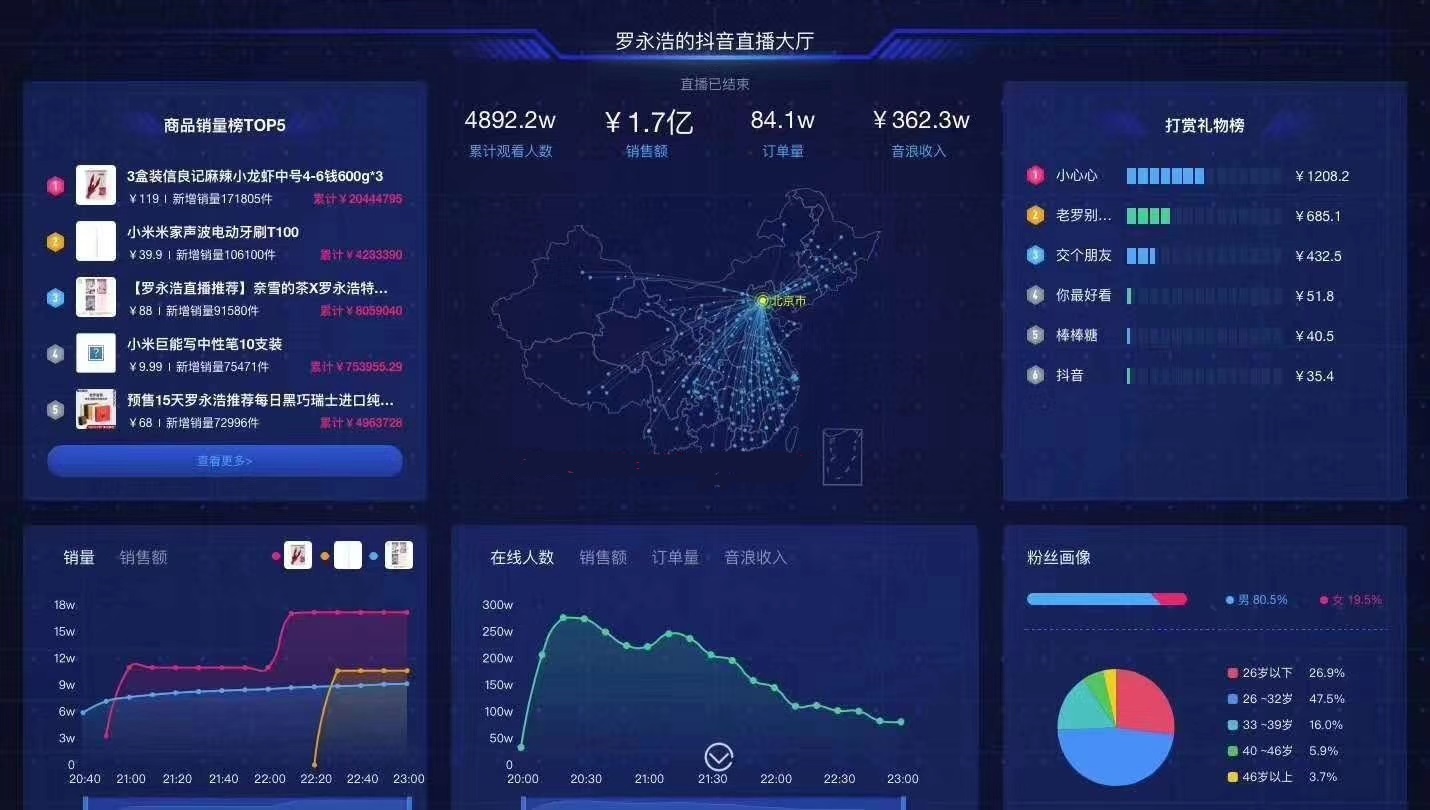 罗永浩的抖音直播大厅
直播已结束
4892.2w
累计观看人数
￥1.7亿
销售额
84.1w
订单量
￥362.3w
音浪收入
商品销量榜TOP5
1
3盒装信良记麻辣小龙虾中号4-6钱600g*3
￥119 | 新增销量171805件 累计￥20444795
2
小米米家声波电动牙刷T100
￥39.9 | 新增销量106100件 累计￥4233390
3
【罗永浩直播推荐】奈雪的茶X罗永浩特...
￥88 | 新增销量91580件 累计￥8059040
4
小米巨能写中性笔10支装
￥9.99 | 新增销量75471件 累计￥753955.29
5
预售15天罗永浩推荐每日黑巧瑞士进口纯...
￥68 | 新增销量72996件 累计￥4963728
查看更多>
北京市
打赏礼物榜
1 小心心 ￥1208.2
2 老罗别... ￥685.1
3 交个朋友 ￥432.5
4 你最好看 ￥51.8
5 棒棒糖 ￥40.5
6 抖音 ￥35.4
销量 销售额
18w
15w
12w
9w
6w
3w
0
20:40 21:00 21:20 21:40 22:00 22:20 22:40 23:00
在线人数 销售额 订单量 音浪收入
300w
250w
200w
150w
100w
50w
0
20:00 20:30 21:00 21:30 22:00 22:30 23:00
粉丝画像
男 80.5% 女 19.5%
26岁以下 26.9%
26 ~32岁 47.5%
33 ~39岁 16.0%
40 ~46岁 5.9%
46岁以上 3.7%